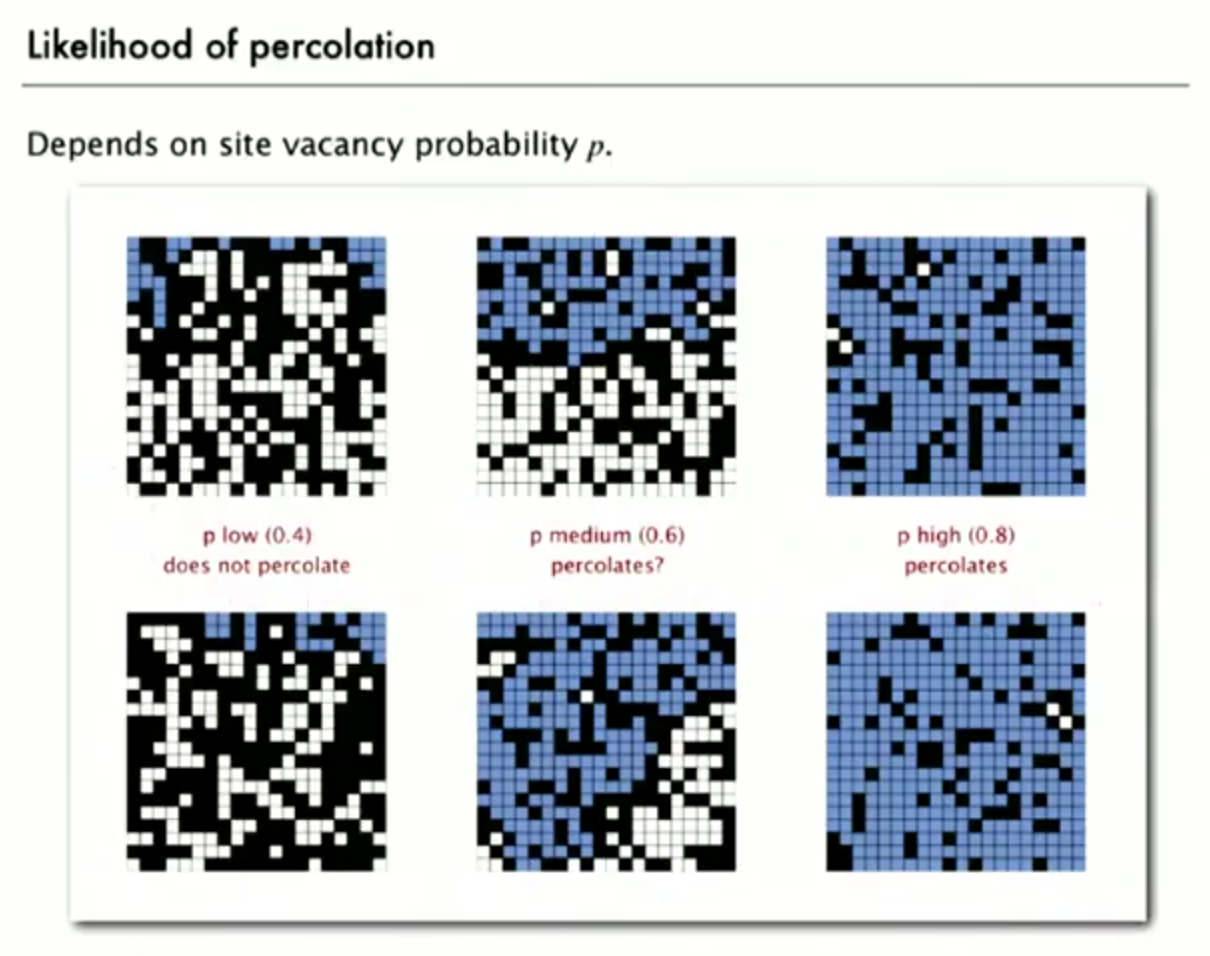 Likelihood of percolation
Depends on site vacancy probability p.
p low (0.4)
does not percolate
p medium (0.6)
percolates?
p high (0.8)
percolates